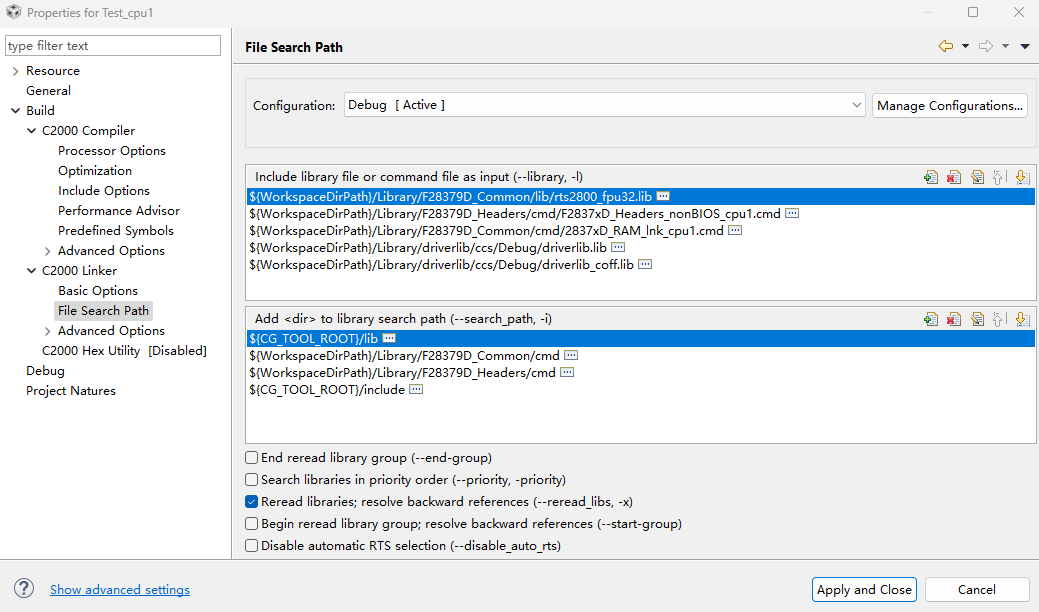 Properties for Test_cpu1
type filter text
Resource
General
Build
C2000 Compiler
Processor Options
Optimization
Include Options
Performance Advisor
Predefined Symbols
Advanced Options
C2000 Linker
Basic Options
File Search Path
Advanced Options
C2000 Hex Utility [Disabled]
Debug
Project Natures
File Search Path
Configuration:
Debug [ Active ]
Manage Configurations...
Include library file or command file as input (--library, -l)
${WorkspaceDirPath}/Library/F28379D_Common/lib/rts2800_fpu32.lib
${WorkspaceDirPath}/Library/F28379D_Headers/cmd/F2837xD_Headers_nonBIOS_cpu1.cmd
${WorkspaceDirPath}/Library/F28379D_Common/cmd/2837xD_RAM_lnk_cpu1.cmd
${WorkspaceDirPath}/Library/driverlib/ccs/Debug/driverlib.lib
${WorkspaceDirPath}/Library/driverlib/ccs/Debug/driverlib_coff.lib
Add <dir> to library search path (--search_path, -i)
${CG_TOOL_ROOT}/lib
${WorkspaceDirPath}/Library/F28379D_Common/cmd
${WorkspaceDirPath}/Library/F28379D_Headers/cmd
${CG_TOOL_ROOT}/include
End reread library group (--end-group)
Search libraries in priority order (--priority, -priority)
Reread libraries; resolve backward references (--reread_libs, -x)
Begin reread library group; resolve backward references (--start-group)
Disable automatic RTS selection (--disable_auto_rts)
Show advanced settings
Apply and Close
Cancel